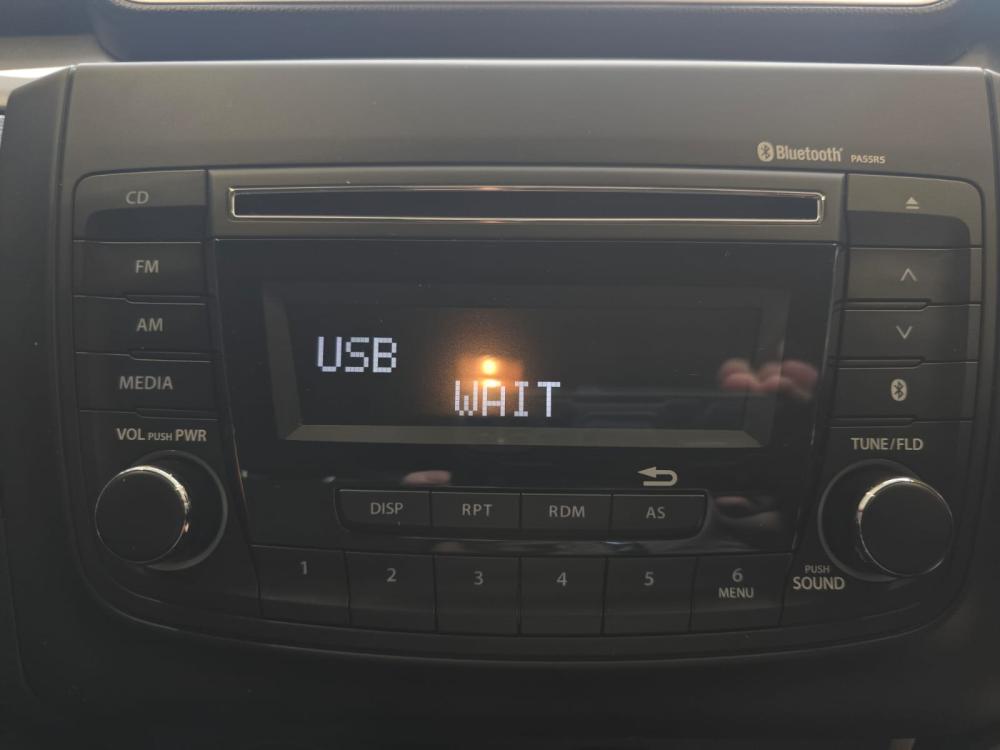 Bluetooth PA55R5
CD
FM
AM
MEDIA
VOL PUSH PWR
USB
WAIT
TUNE/FLD
DISP RPT RDM AS
1 2 3 4 5 6
MENU
PUSH
SOUND